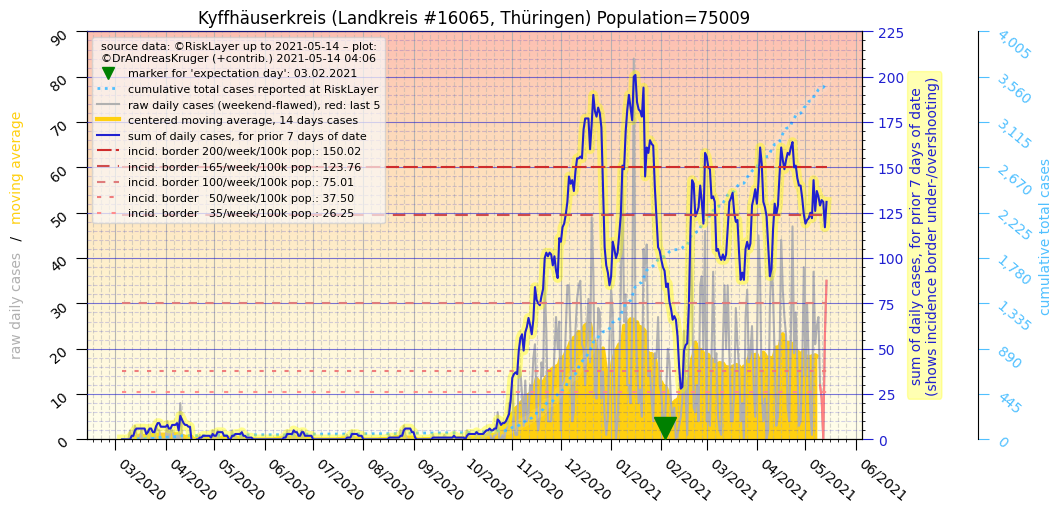 Kyffhäuserkreis (Landkreis #16065, Thüringen) Population=75009
source data: ©RiskLayer up to 2021-05-14 – plot:
©DrAndreasKruger (+contrib.) 2021-05-14 04:06
marker for 'expectation day': 03.02.2021
cumulative total cases reported at RiskLayer
raw daily cases (weekend-flawed), red: last 5
centered moving average, 14 days cases
sum of daily cases, for prior 7 days of date
incid. border 200/week/100k pop.: 150.02
incid. border 165/week/100k pop.: 123.76
incid. border 100/week/100k pop.: 75.01
incid. border   50/week/100k pop.: 37.50
incid. border   35/week/100k pop.: 26.25
raw daily cases / moving average
90
80
70
60
50
40
30
20
10
0
225
200
175
150
125
100
75
50
25
0
sum of daily cases, for prior 7 days of date
(shows incidence border under-/overshooting)
4,005
3,560
3,115
2,670
2,225
1,780
1,335
890
445
0
cumulative total cases
03/2020
04/2020
05/2020
06/2020
07/2020
08/2020
09/2020
10/2020
11/2020
12/2020
01/2021
02/2021
03/2021
04/2021
05/2021
06/2021